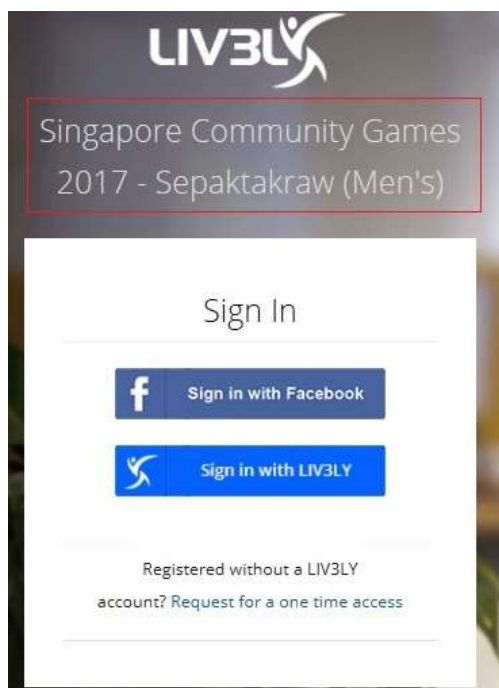 LIV3LY
Singapore Community Games
2017 - Sepaktakraw (Men's)
Sign In
f Sign in with Facebook
Sign in with LIV3LY
Registered without a LIV3LY
account? Request for a one time access